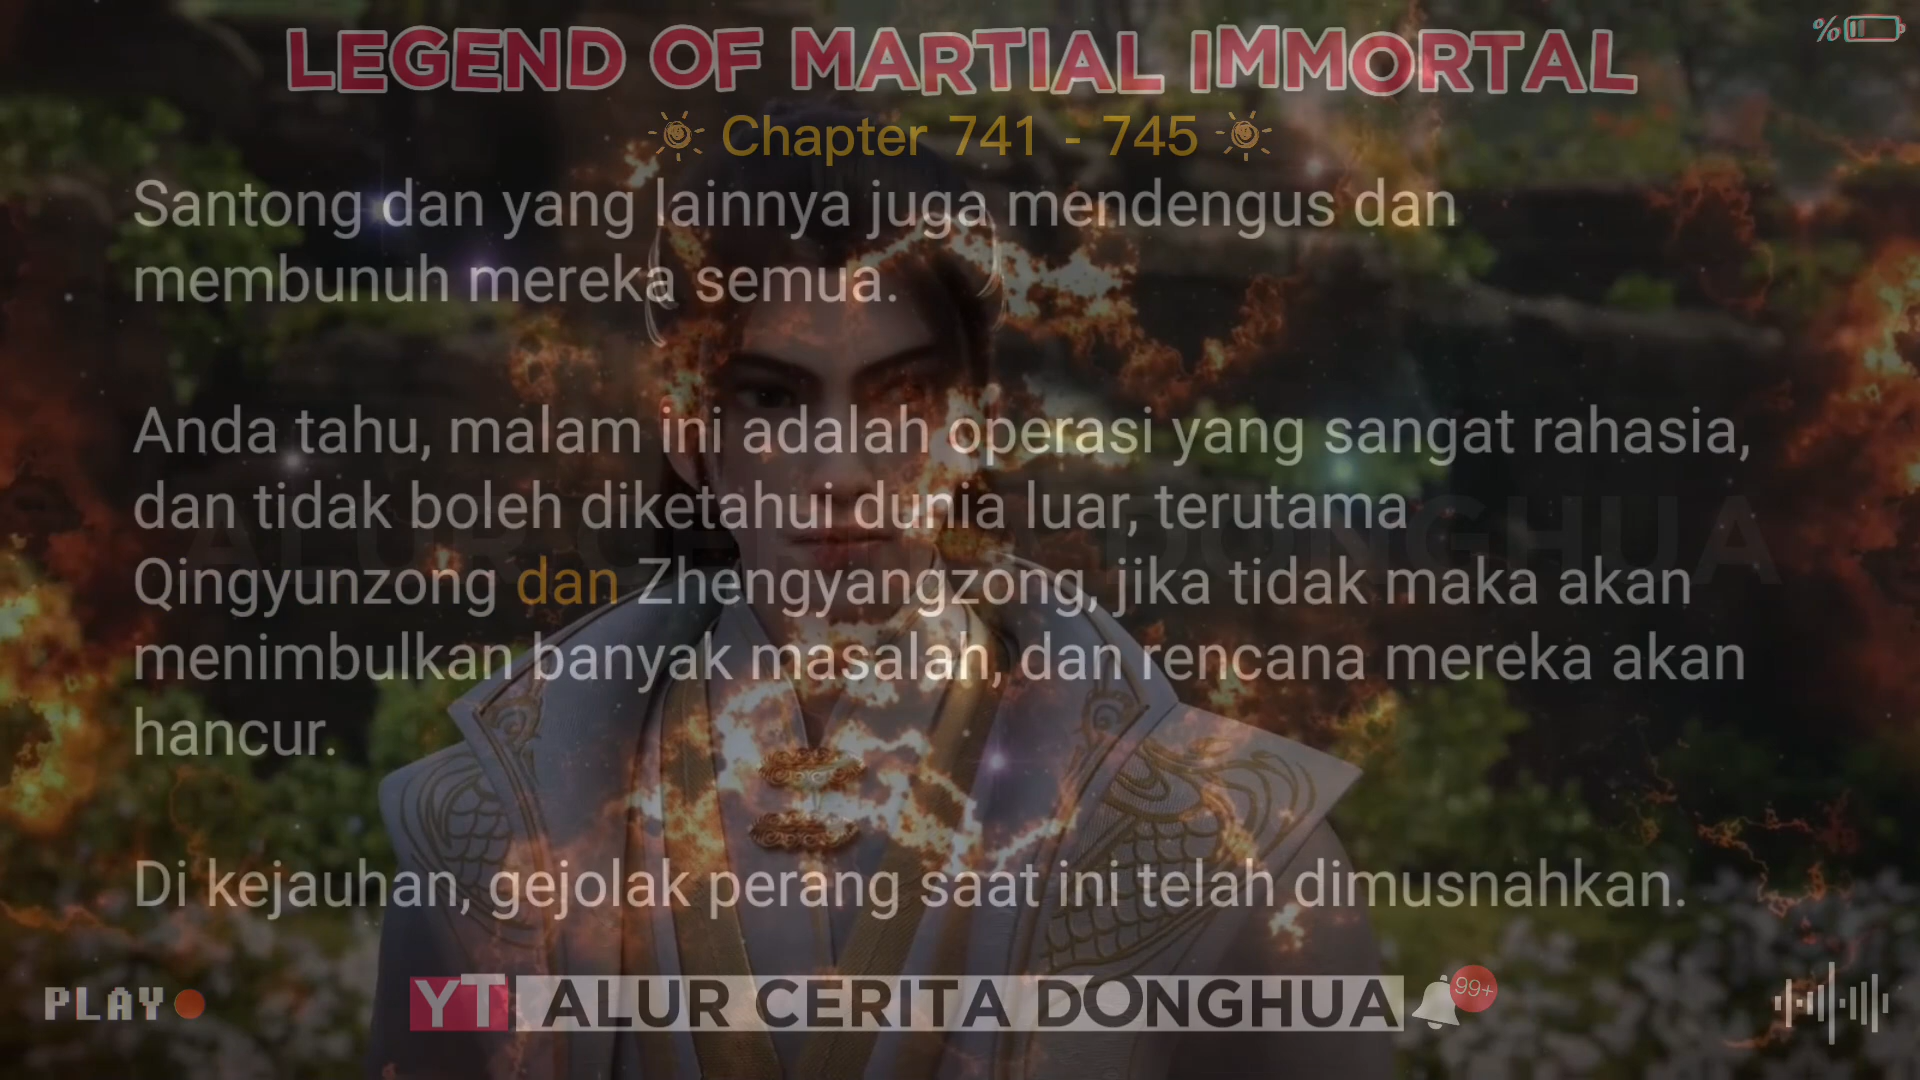 LEGEND OF MARTIAL IMMORTAL
%
Chapter 741 - 745
Santong dan yang lainnya juga mendengus dan
membunuh mereka semua.
Anda tahu, malam ini adalah operasi yang sangat rahasia,
dan tidak boleh diketahui dunia luar, terutama
Qingyunzong dan Zhengyangzong, jika tidak maka akan
menimbulkan banyak masalah, dan rencana mereka akan
hancur.
Di kejauhan, gejolak perang saat ini telah dimusnahkan.
ALUR CERITA DONGHUA
PLAY
YT ALUR CERITA DONGHUA
99+